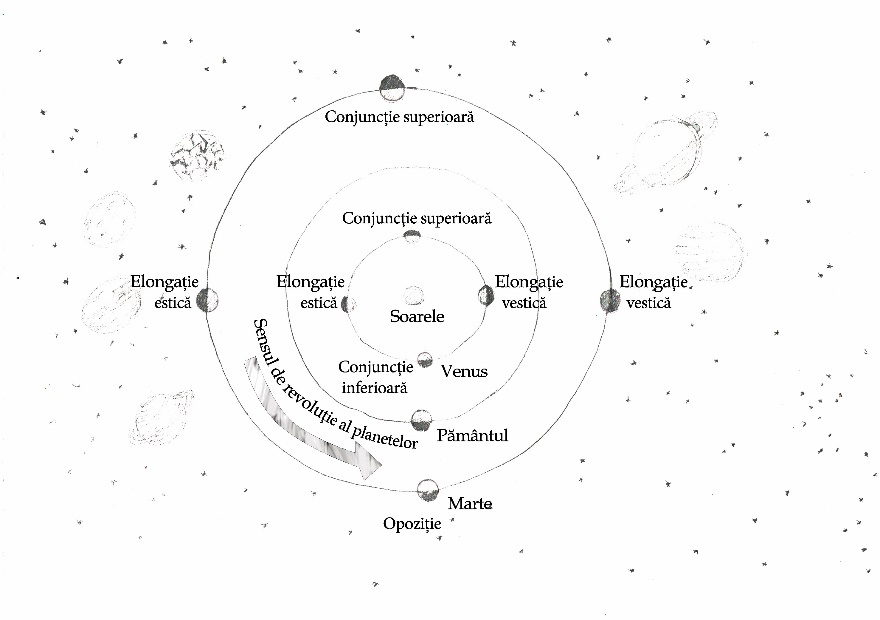 Conjuncție superioară
Conjuncție superioară
Elongație
estică
Elongație
estică
Elongație
vestică
Elongație
vestică
Soarele
Conjuncție
inferioară
Venus
Sensul de revoluție al planetelor
Pământul
Marte
Opoziție